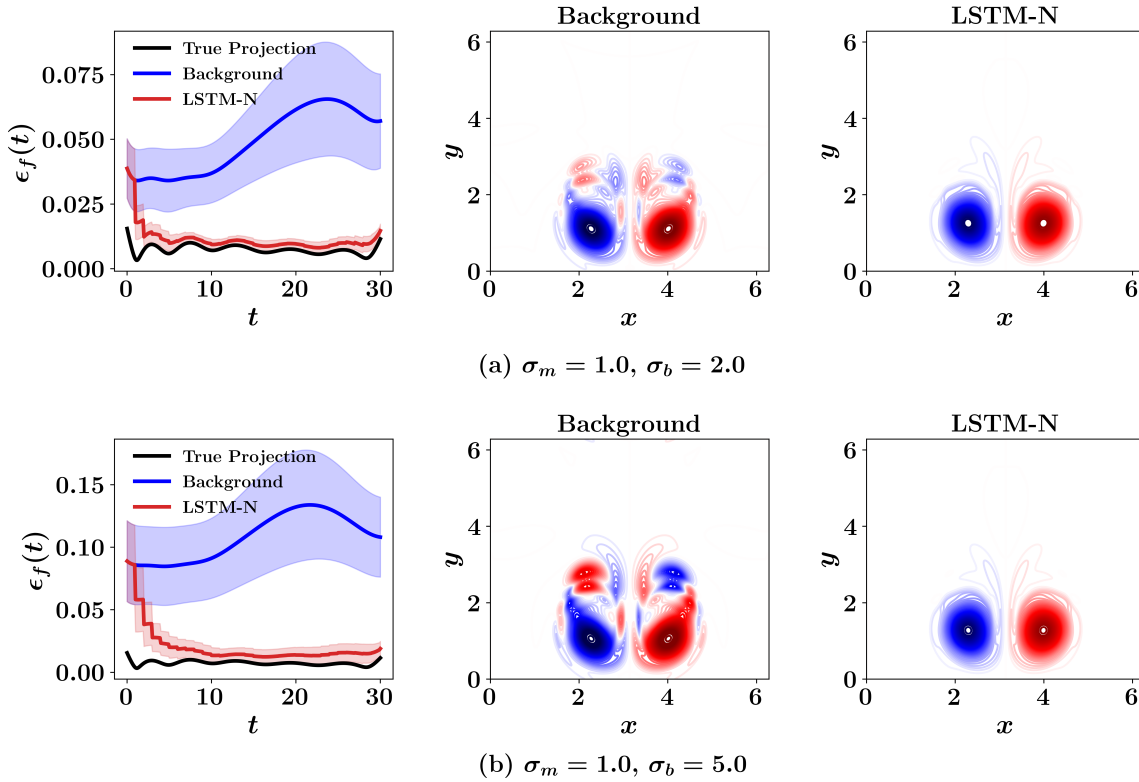 Background
LSTM-N
True Projection
Background
LSTM-N
0.075
0.050
0.025
0.000
ϵ_f(t)
0 10 20 30
t
6
4
2
0
y
0 2 4 6
x
6
4
2
0
y
0 2 4 6
x
(a) σ_m = 1.0, σ_b = 2.0
Background
LSTM-N
True Projection
Background
LSTM-N
0.15
0.10
0.05
0.00
ϵ_f(t)
0 10 20 30
t
6
4
2
0
y
0 2 4 6
x
6
4
2
0
y
0 2 4 6
x
(b) σ_m = 1.0, σ_b = 5.0